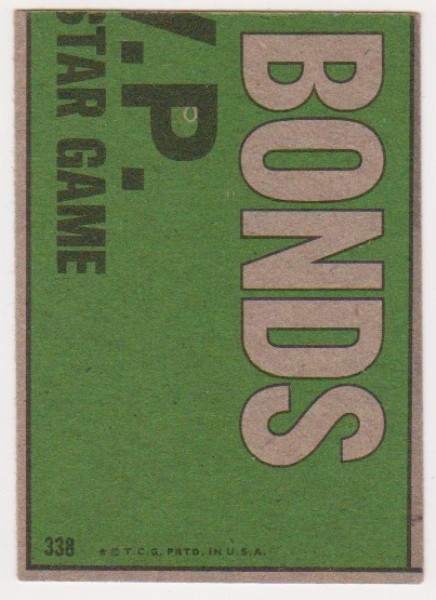 BONDS
V.P.
STAR GAME
338
* © T.C.G. PRTD. IN U.S.A.